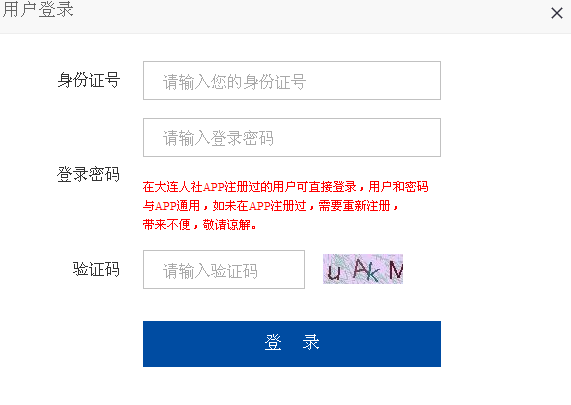 用户登录
身份证号
请输入您的身份证号
请输入登录密码
登录密码
在大连人社APP注册过的用户可直接登录，用户和密码
与APP通用，如未在APP注册过，需要重新注册，
带来不便，敬请谅解。
验证码
请输入验证码
uAkM
登 录